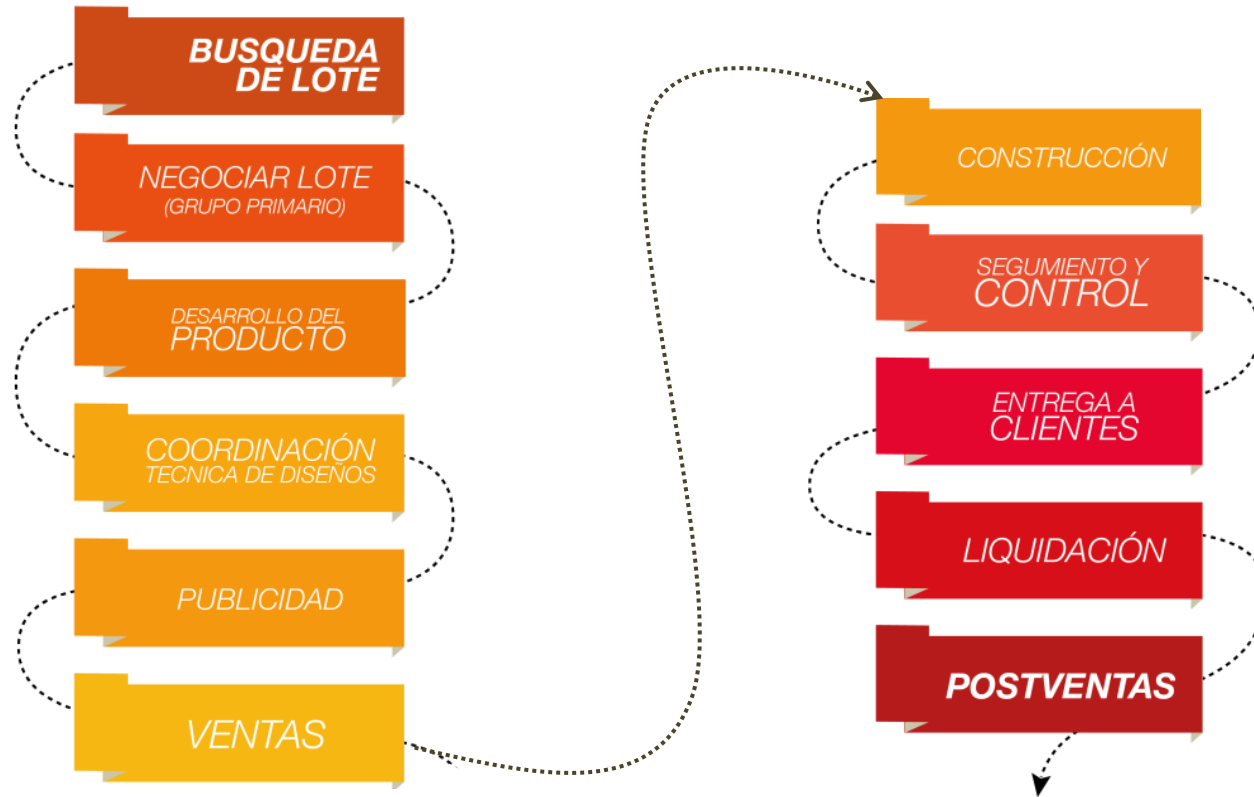 BUSQUEDA
DE LOTE
NEGOCIAR LOTE
(GRUPO PRIMARIO)
DESARROLLO DEL
PRODUCTO
COORDINACIÓN
TECNICA DE DISEÑOS
PUBLICIDAD
VENTAS
CONSTRUCCIÓN
SEGUMIENTO Y
CONTROL
ENTREGA A
CLIENTES
LIQUIDACIÓN
POSTVENTAS